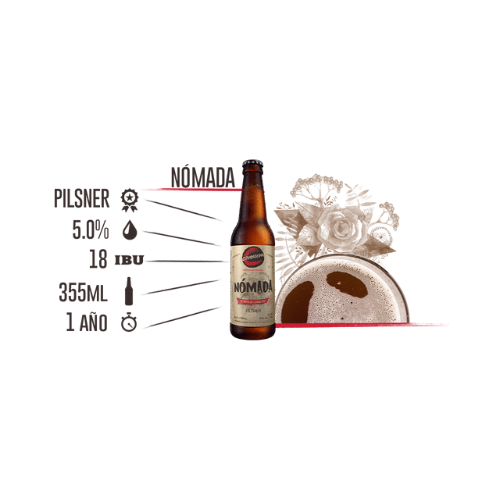 NÓMADA
PILSNER
5.0%
18 IBU
355ML
1 AÑO
NÓMADA